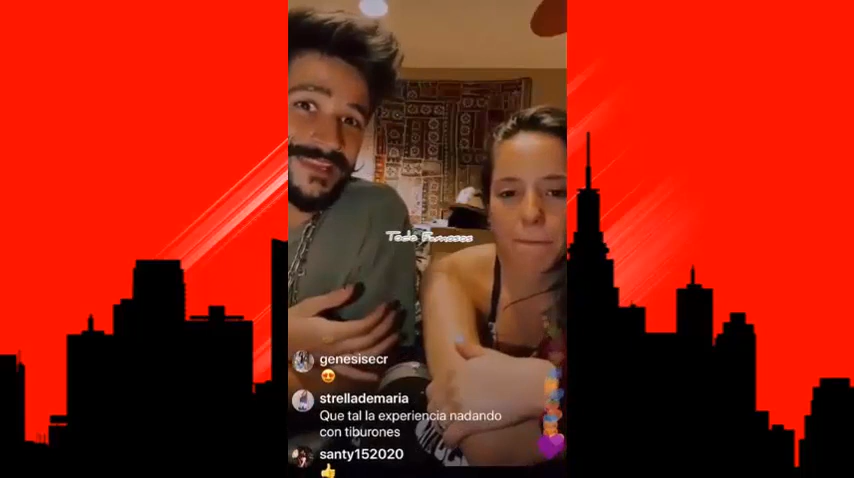 Todo Famosos
genesisecr
😍
strellademaria
Que tal la experiencia nadando
con tiburones
santy152020
👍